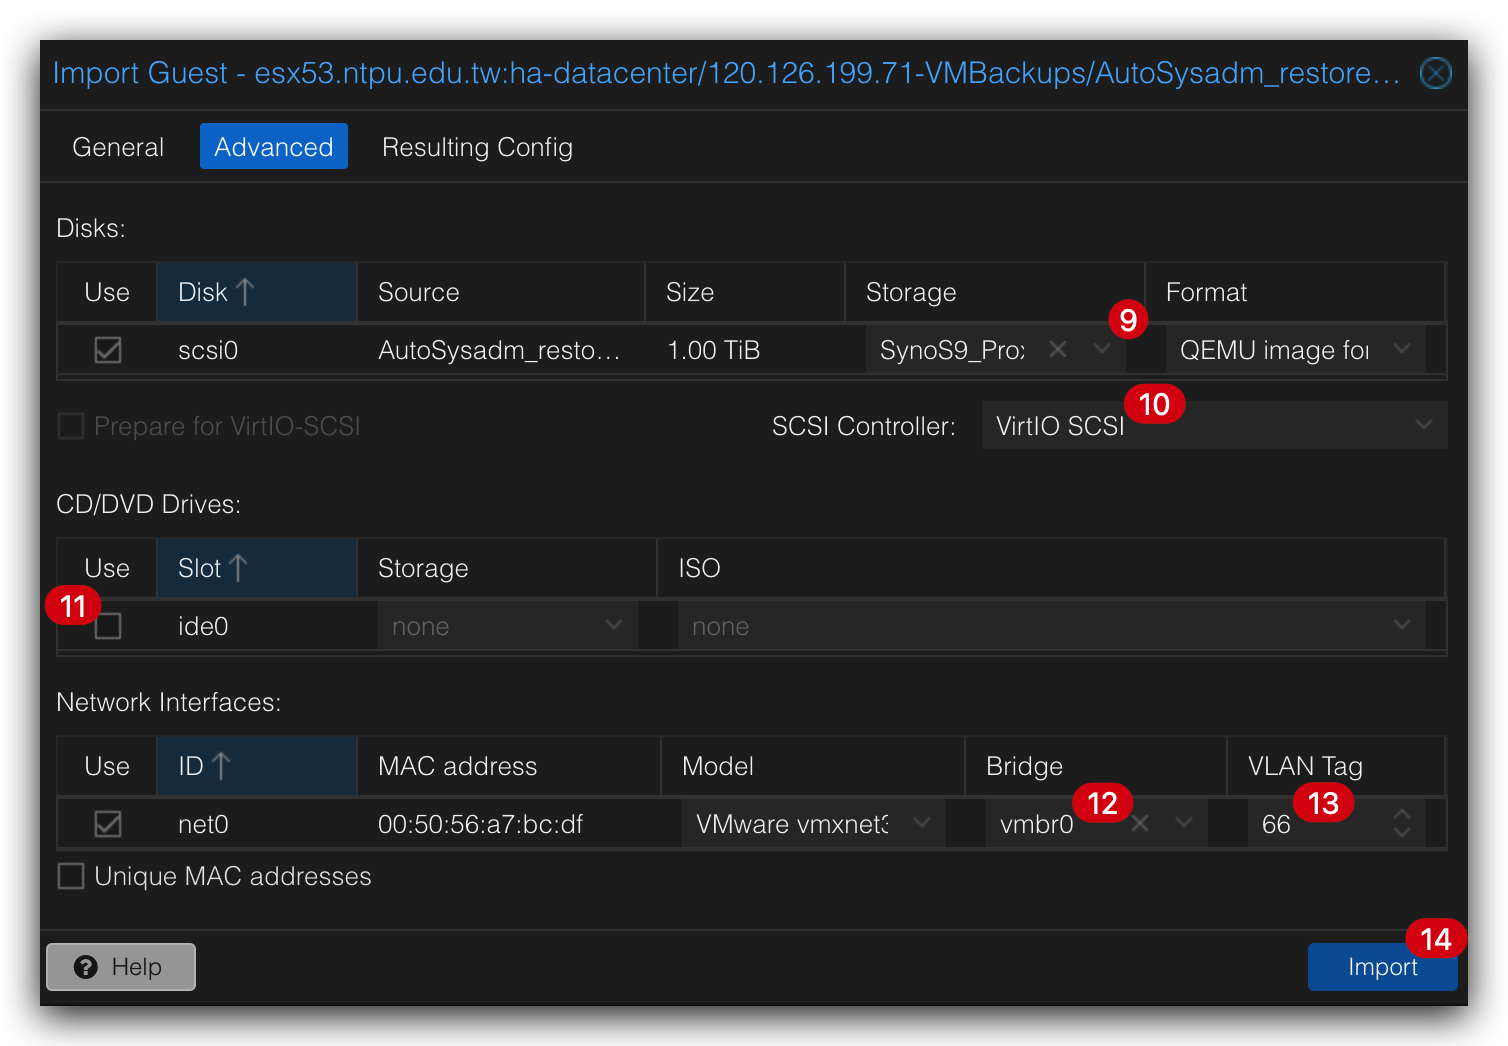 Import Guest - esx53.ntpu.edu.tw:ha-datacenter/120.126.199.71-VMBackups/AutoSysadm_restore...
General Advanced Resulting Config
Disks:
Use Disk Source Size Storage Format
9
scsi0 AutoSysadm_resto... 1.00 TiB SynoS9_Prox QEMU image for
10
Prepare for VirtIO-SCSI SCSI Controller: VirtIO SCSI
CD/DVD Drives:
Use Slot Storage ISO
11
ide0 none none
Network Interfaces:
Use ID MAC address Model Bridge VLAN Tag
12 13
net0 00:50:56:a7:bc:df VMware vmxnet3 vmbr0 66
Unique MAC addresses
14
Help Import